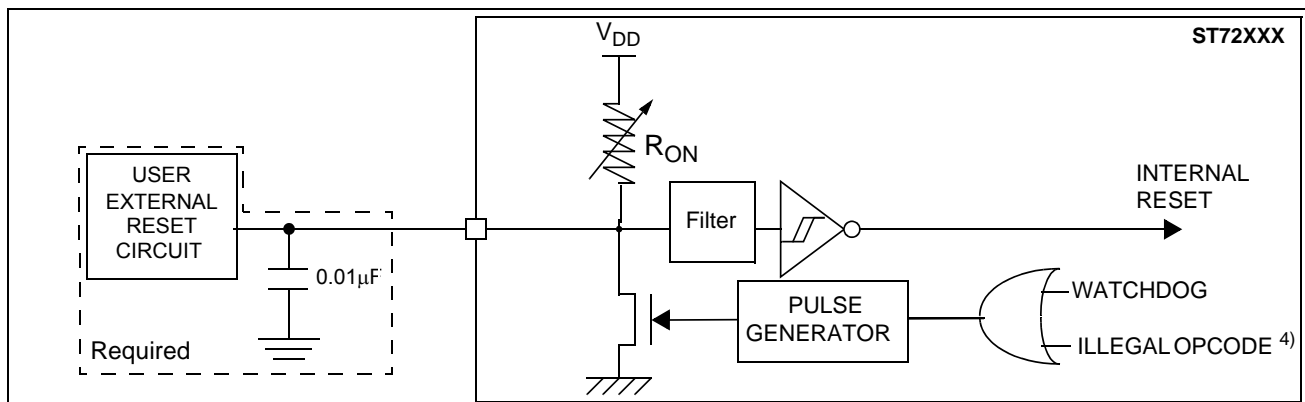 V_DD
ST72XXX
R_ON
USER
EXTERNAL
RESET
CIRCUIT
0.01μF
Required
Filter
INTERNAL
RESET
PULSE
GENERATOR
WATCHDOG
ILLEGAL OPCODE 4)